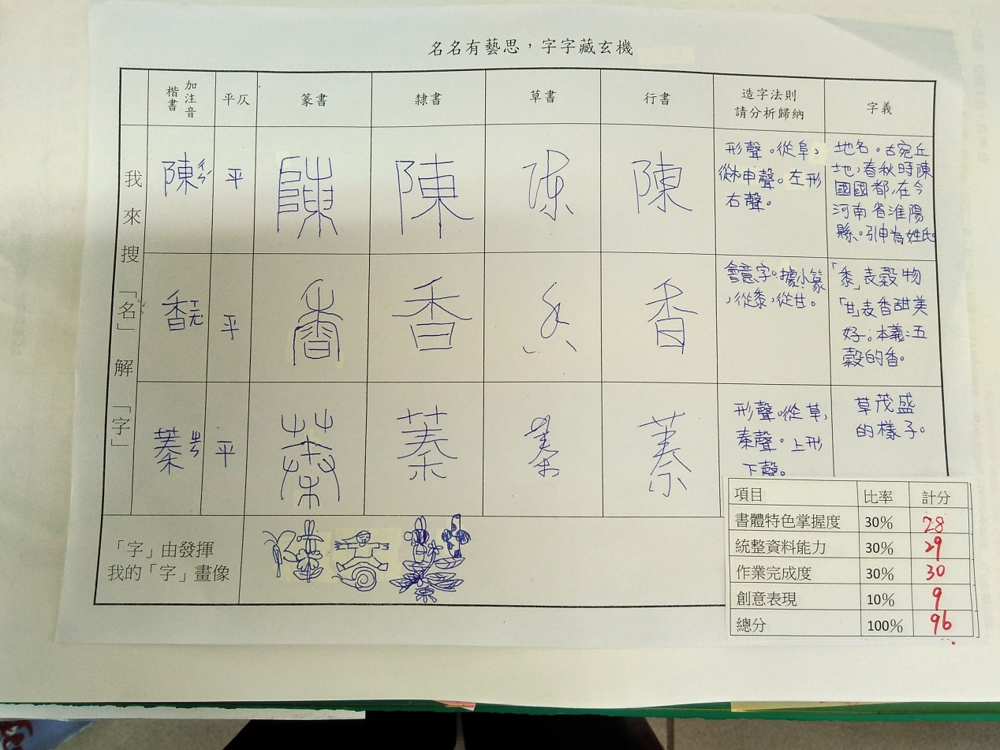 名名有藝思，字字藏玄機
楷書 加注音
平仄
篆書
隸書
草書
行書
造字法則
請分析歸納
字義
我來搜「名」解「字」
陳 ㄔㄣˊ
平
陳
陳
陳
陳
形聲。從阜，
從木申聲。左形
右聲。
地名。古宛丘
地，春秋時陳
國國都，在今
河南省淮陽
縣。引申為姓氏
香 ㄒㄧㄤ
平
香
香
香
香
會意字。據小篆
，從黍，從甘。
「黍」表穀物
「甘」表香甜美
好。本義：五
穀的香。
蓁 ㄓㄣ
平
蓁
蓁
蓁
蓁
形聲。從草，
秦聲。上形
下聲。
草茂盛
的樣子。
「字」由發揮
我的「字」畫像
陳香蓁
項目 比率 計分
書體特色掌握度 30% 28
統整資料能力 30% 29
作業完成度 30% 30
創意表現 10% 9
總分 100% 96